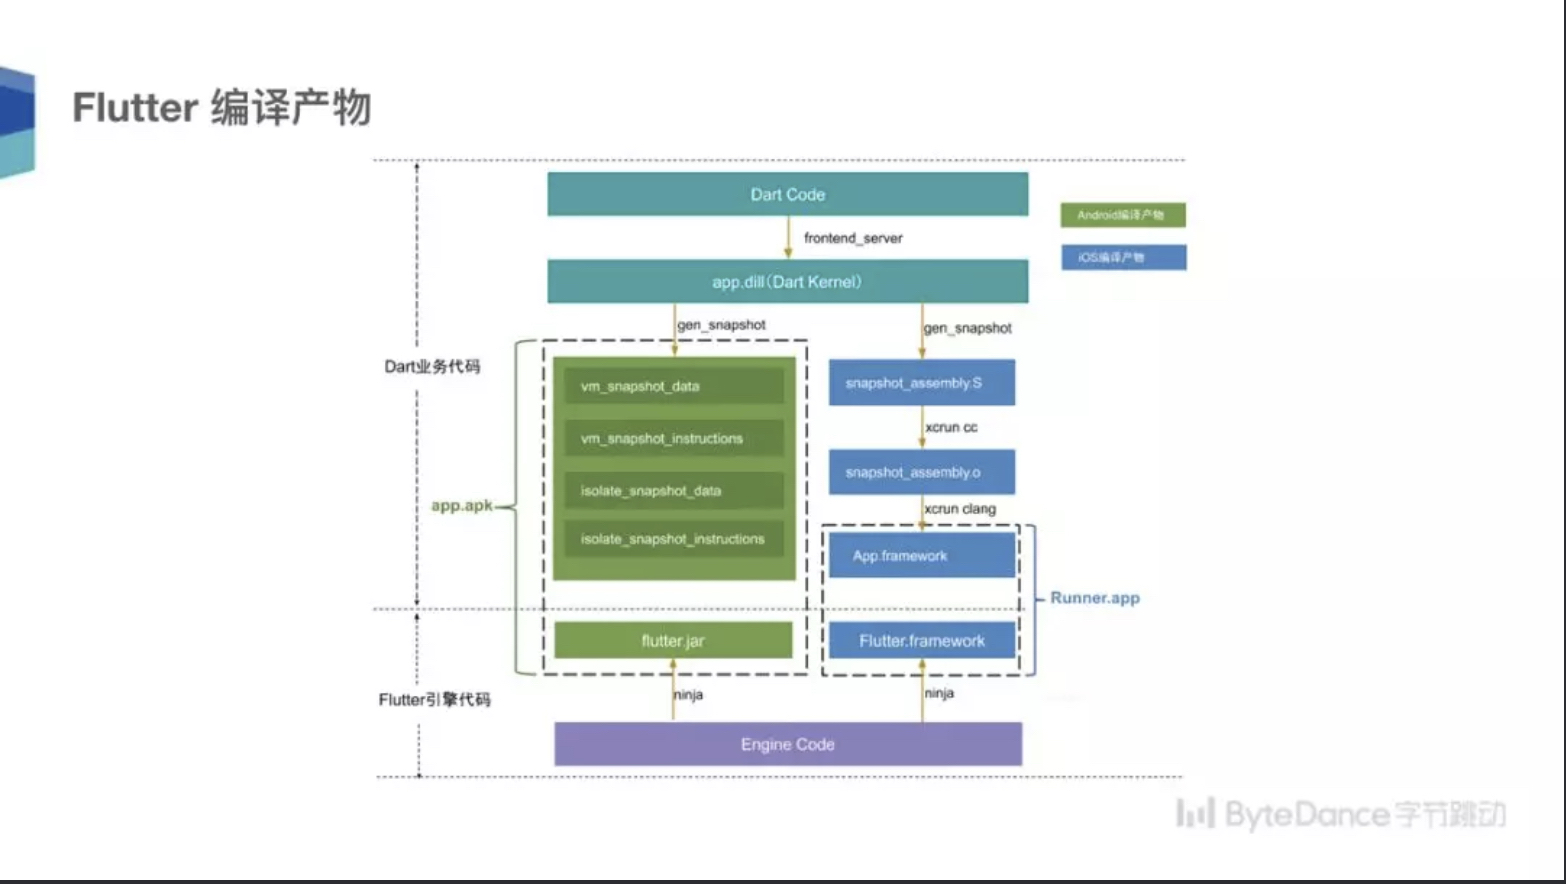 Flutter 编译产物
Dart Code
Android编译产物
frontend_server
iOS编译产物
app.dill(Dart Kernel)
gen_snapshot
gen_snapshot
Dart业务代码
vm_snapshot_data
snapshot_assembly.S
xcrun cc
vm_snapshot_instructions
snapshot_assembly.o
isolate_snapshot_data
app.apk
xcrun clang
isolate_snapshot_instructions
App.framework
Runner.app
flutter.jar
Flutter.framework
Flutter引擎代码
ninja
ninja
Engine Code
ByteDance字节跳动